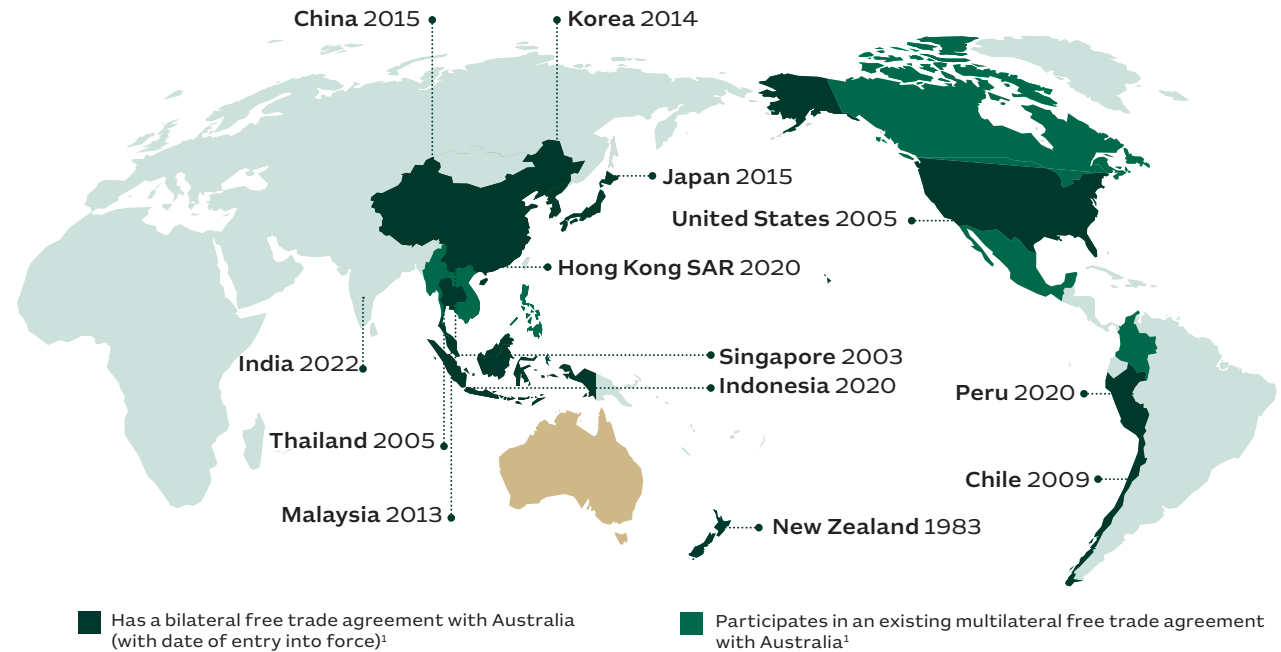 China 2015
Korea 2014
Japan 2015
United States 2005
Hong Kong SAR 2020
India 2022
Singapore 2003
Indonesia 2020
Peru 2020
Thailand 2005
Chile 2009
Malaysia 2013
New Zealand 1983
Has a bilateral free trade agreement with Australia
(with date of entry into force)¹
Participates in an existing multilateral free trade agreement
with Australia¹